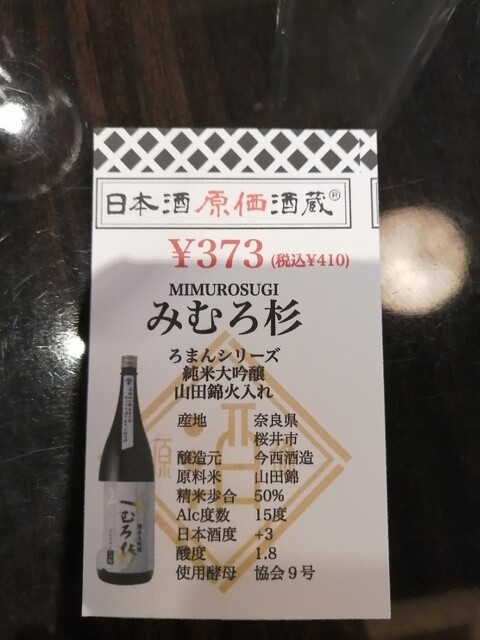 日本酒原価酒蔵®
¥373(税込¥410)
MIMUROSUGI
みむろ杉
ろまんシリーズ
純米大吟醸
山田錦火入れ
産地 奈良県
桜井市
醸造元 今西酒造
原料米 山田錦
精米歩合 50%
Alc度数 15度
日本酒度 +3
酸度 1.8
使用酵母 協会9号
みむろ杉